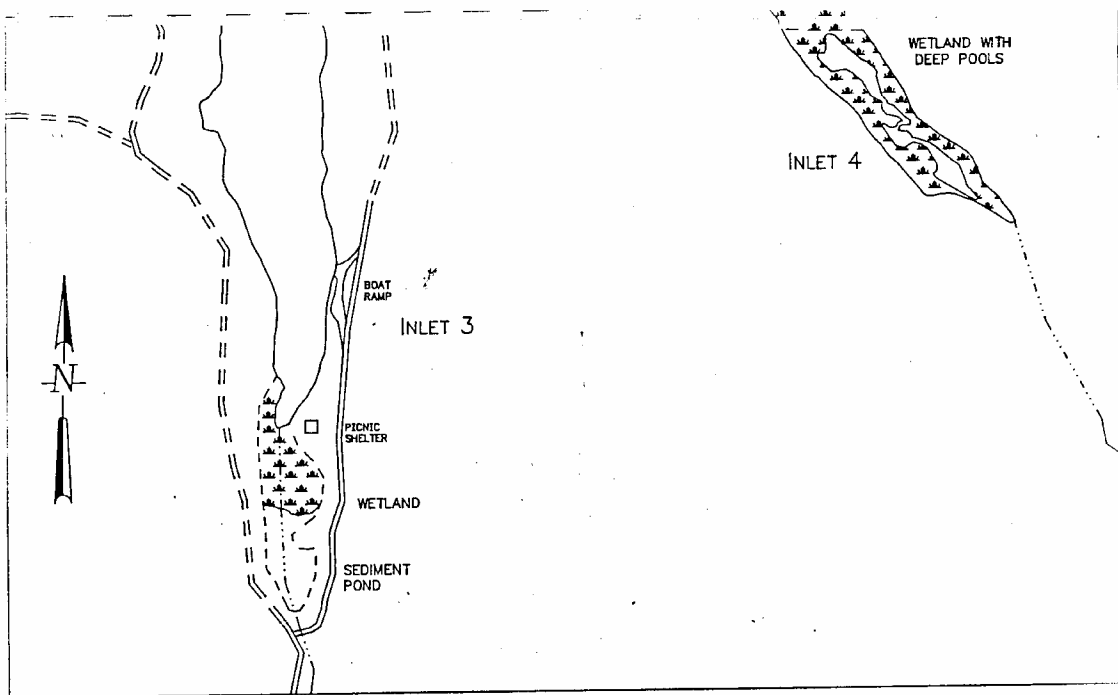 WETLAND WITH
DEEP POOLS
INLET 4
BOAT
RAMP
INLET 3
N
PICNIC
SHELTER
WETLAND
SEDIMENT
POND